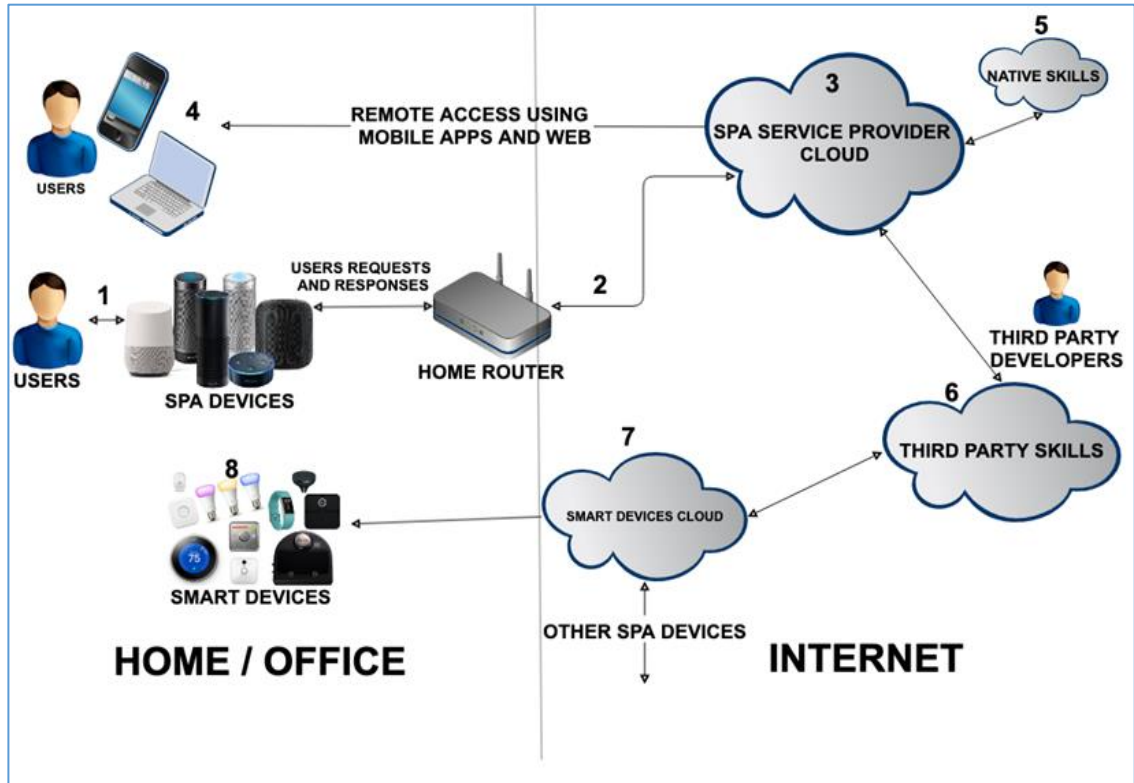 5
NATIVE SKILLS
3
SPA SERVICE PROVIDER
CLOUD
4
REMOTE ACCESS USING
MOBILE APPS AND WEB
USERS
USERS REQUESTS
AND RESPONSES
1
2
THIRD PARTY
DEVELOPERS
USERS
SPA DEVICES
HOME ROUTER
6
THIRD PARTY SKILLS
7
SMART DEVICES CLOUD
8
75
SMART DEVICES
OTHER SPA DEVICES
HOME / OFFICE
INTERNET